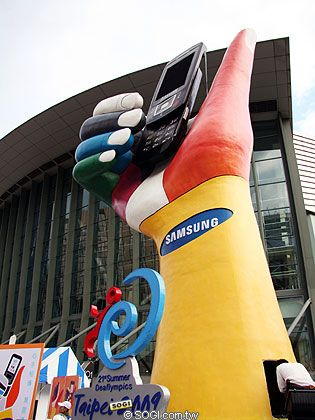 SAMSUNG
21st Summer
Deaflympics
Taipei 2009
SOGI
© SOGI.com.tw